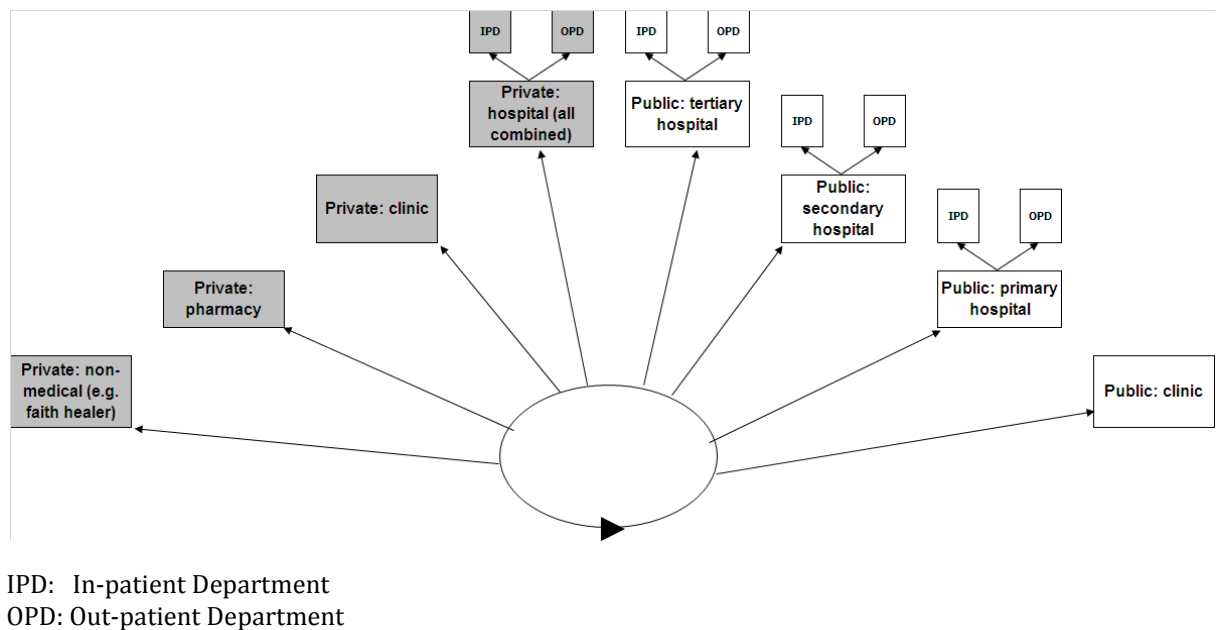 IPD
OPD
IPD
OPD
Private:
hospital (all
combined)
Public: tertiary
hospital
IPD
OPD
Private: clinic
Public:
secondary
hospital
IPD
OPD
Private:
pharmacy
Public: primary
hospital
Private: non-
medical (e.g.
faith healer)
Public: clinic
IPD: In-patient Department
OPD: Out-patient Department